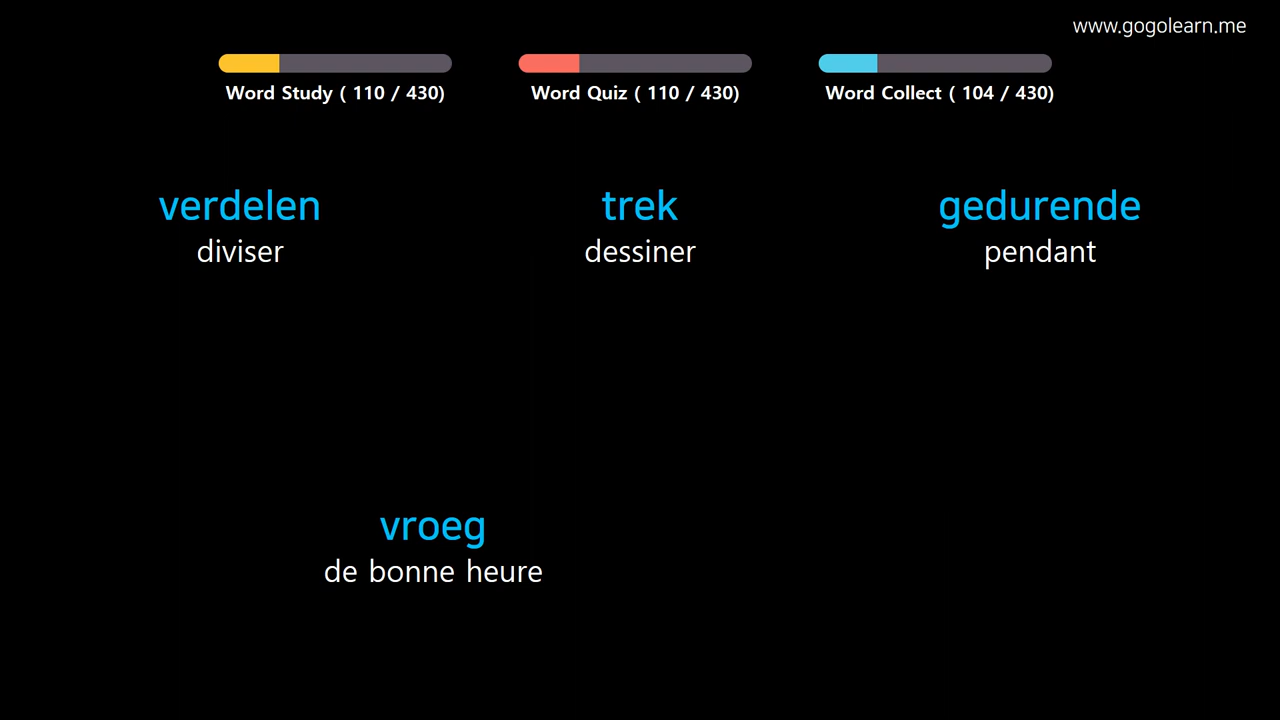 www.gogolearn.me
Word Study ( 110 / 430)
Word Quiz ( 110 / 430)
Word Collect ( 104 / 430)
verdelen
diviser
trek
dessiner
gedurende
pendant
vroeg
de bonne heure